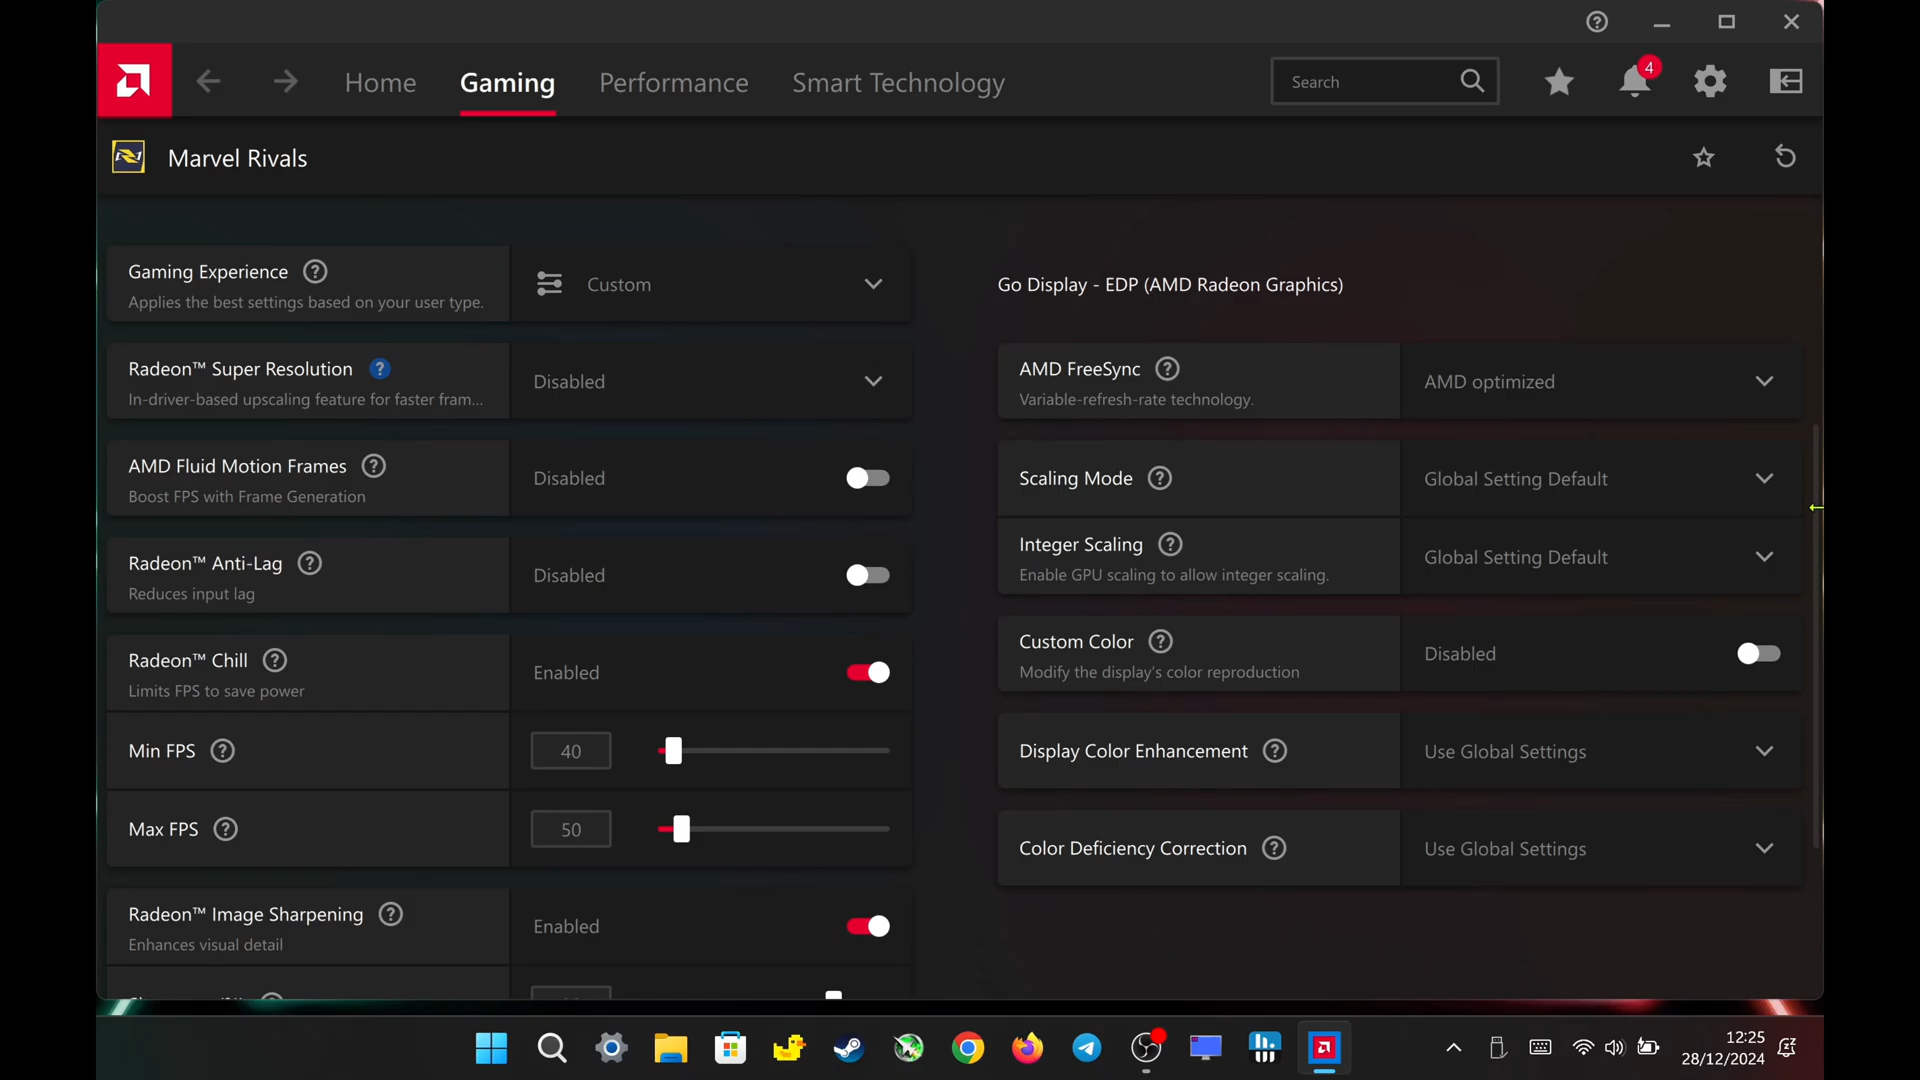 Home
Gaming
Performance
Smart Technology
Search
4
Marvel Rivals
Gaming Experience
Applies the best settings based on your user type.
Custom
Radeon™ Super Resolution
In-driver-based upscaling feature for faster fram...
Disabled
AMD Fluid Motion Frames
Boost FPS with Frame Generation
Disabled
Radeon™ Anti-Lag
Reduces input lag
Disabled
Radeon™ Chill
Limits FPS to save power
Enabled
Min FPS
40
Max FPS
50
Radeon™ Image Sharpening
Enhances visual detail
Enabled
Go Display - EDP (AMD Radeon Graphics)
AMD FreeSync
Variable-refresh-rate technology.
AMD optimized
Scaling Mode
Global Setting Default
Integer Scaling
Enable GPU scaling to allow integer scaling.
Global Setting Default
Custom Color
Modify the display's color reproduction
Disabled
Display Color Enhancement
Use Global Settings
Color Deficiency Correction
Use Global Settings
12:25
28/12/2024